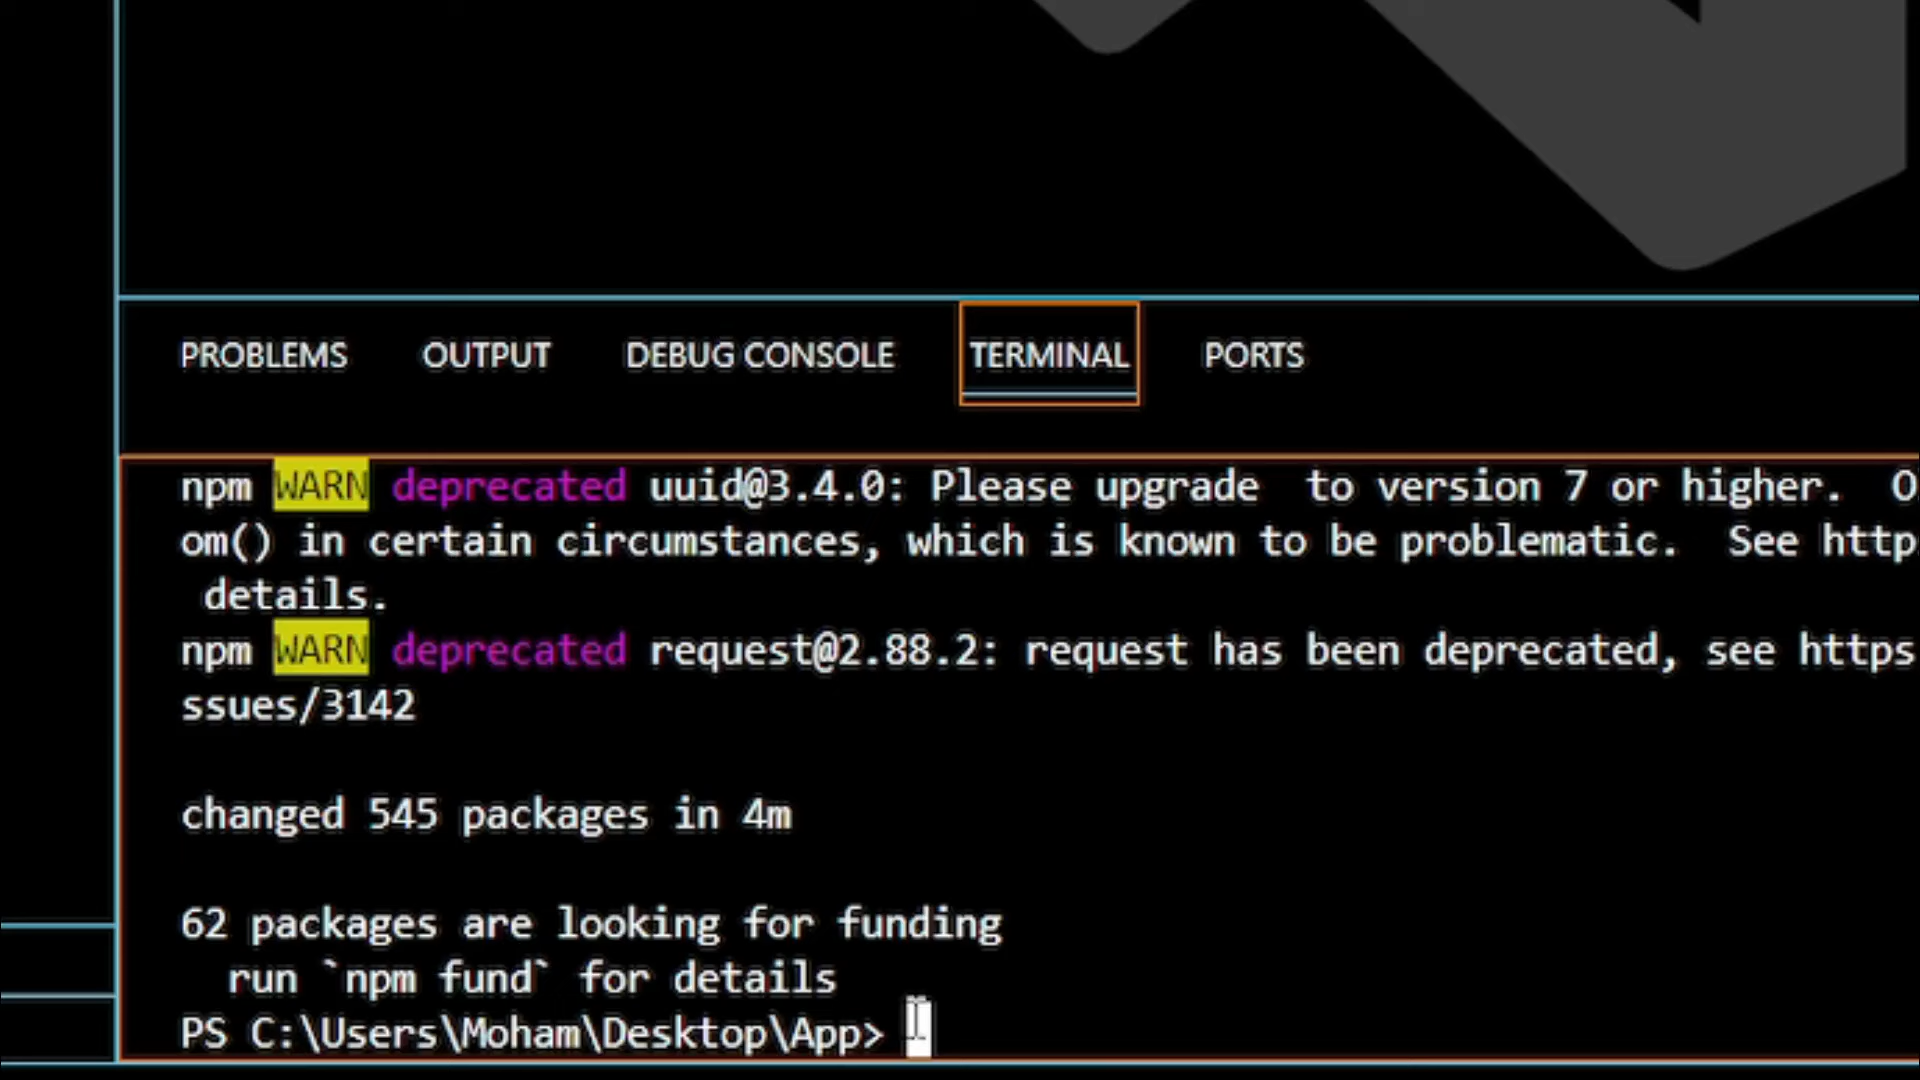 PROBLEMS OUTPUT DEBUG CONSOLE TERMINAL PORTS
npm WARN deprecated uuid@3.4.0: Please upgrade  to version 7 or higher.  O
om() in certain circumstances, which is known to be problematic.  See http
 details.
npm WARN deprecated request@2.88.2: request has been deprecated, see https
ssues/3142
changed 545 packages in 4m
62 packages are looking for funding
  run `npm fund` for details
PS C:\Users\Moham\Desktop\App>